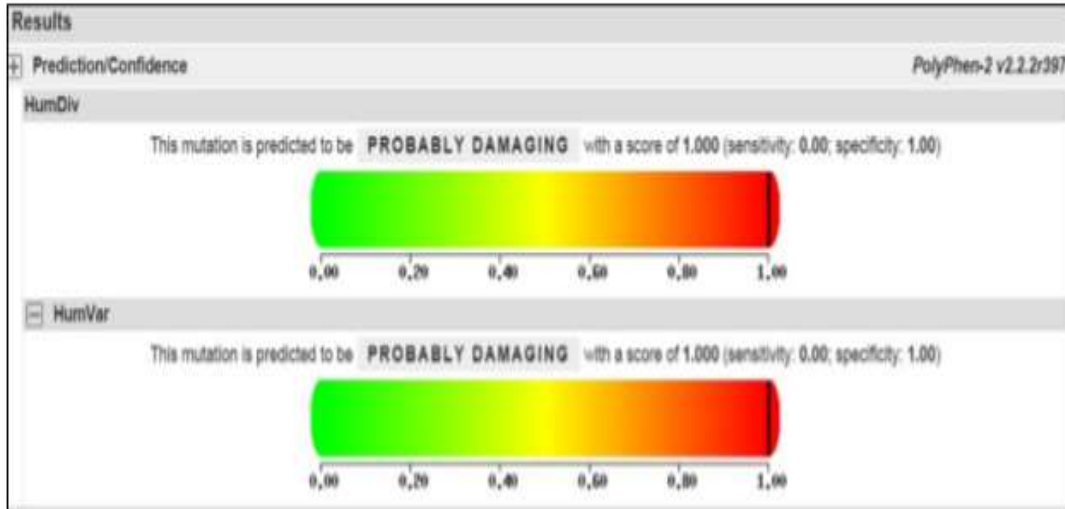 Results
Prediction/Confidence PolyPhen-2 v2.2.2r397
HumDiv
This mutation is predicted to be PROBABLY DAMAGING with a score of 1.000 (sensitivity: 0.00; specificity: 1.00)
0,00 0,20 0,40 0,60 0,80 1,00
HumVar
This mutation is predicted to be PROBABLY DAMAGING with a score of 1.000 (sensitivity: 0.00; specificity: 1.00)
0,00 0,20 0,40 0,60 0,80 1,00